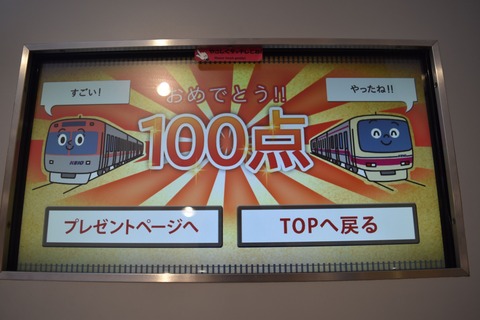 すごい!
おめでとう!!
やったね!!
100点
プレゼントページへ
TOPへ戻る